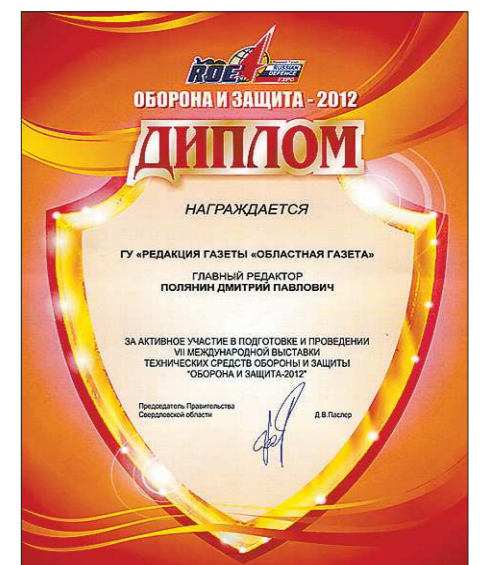 ROE
RUSSIAN
DEFENCE
EXPO
ОБОРОНА И ЗАЩИТА - 2012
ДИПЛОМ
НАГРАЖДАЕТСЯ
ГУ «РЕДАКЦИЯ ГАЗЕТЫ «ОБЛАСТНАЯ ГАЗЕТА»
ГЛАВНЫЙ РЕДАКТОР
ПОЛЯНИН ДМИТРИЙ ПАВЛОВИЧ
ЗА АКТИВНОЕ УЧАСТИЕ В ПОДГОТОВКЕ И ПРОВЕДЕНИИ
VII МЕЖДУНАРОДНОЙ ВЫСТАВКИ
ТЕХНИЧЕСКИХ СРЕДСТВ ОБОРОНЫ И ЗАЩИТЫ
"ОБОРОНА И ЗАЩИТА-2012"
Председатель Правительства
Свердловской области Д.В.Паслер